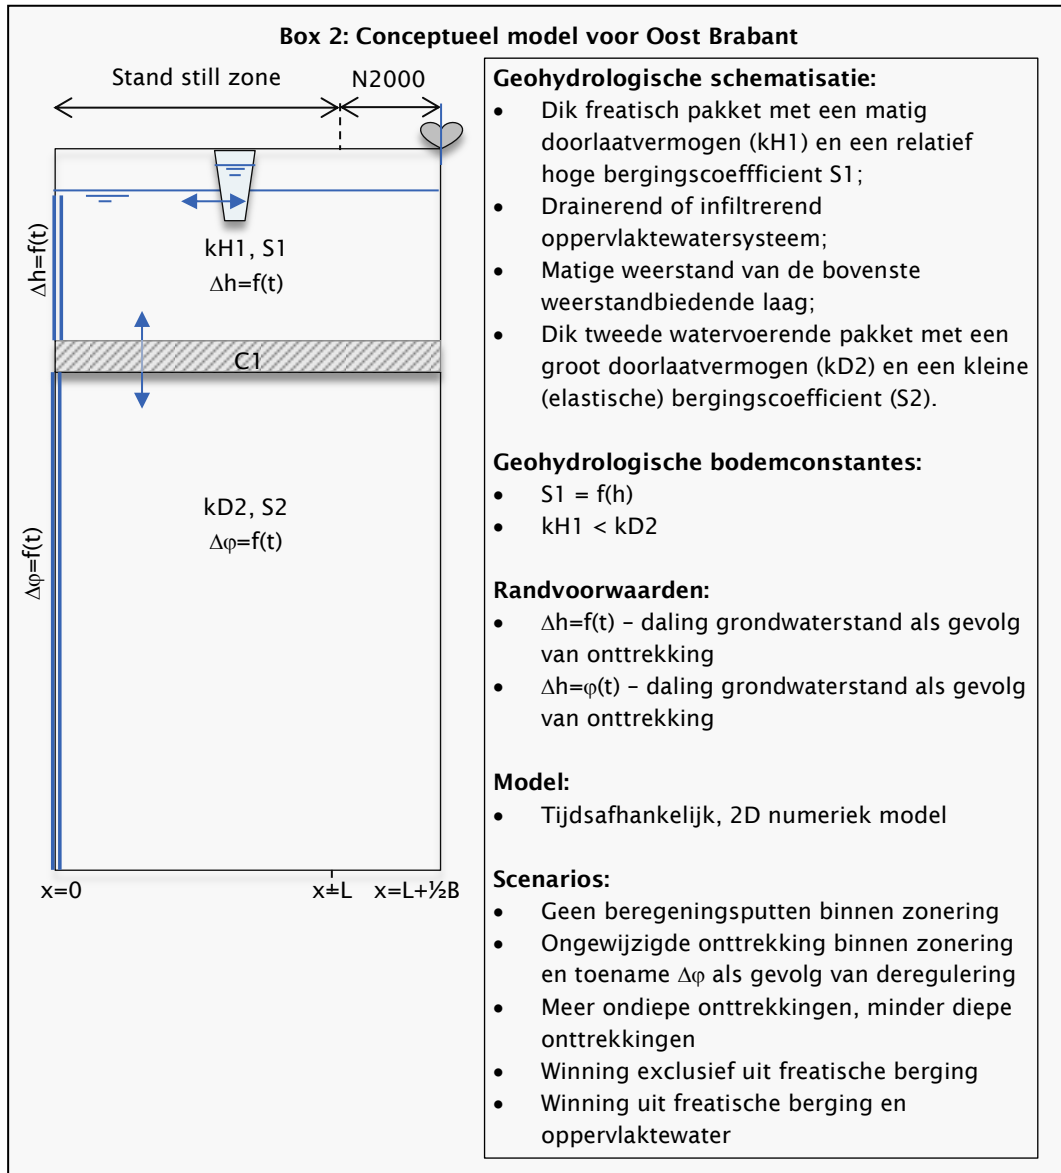 Box 2: Conceptueel model voor Oost Brabant
Stand still zone
N2000
Δh=f(t)
kH1, S1
Δh=f(t)
C1
Δφ=f(t)
kD2, S2
Δφ=f(t)
x=0
x=L
x=L+½B
Geohydrologische schematisatie:
• Dik freatisch pakket met een matig
doorlaatvermogen (kH1) en een relatief
hoge bergingscoeffficient S1;
• Drainerend of infiltrerend
oppervlaktewatersysteem;
• Matige weerstand van de bovenste
weerstandbiedende laag;
• Dik tweede watervoerende pakket met een
groot doorlaatvermogen (kD2) en een kleine
(elastische) bergingscoefficient (S2).
Geohydrologische bodemconstantes:
• S1 = f(h)
• kH1 < kD2
Randvoorwaarden:
• Δh=f(t) – daling grondwaterstand als gevolg
van onttrekking
• Δh=φ(t) – daling grondwaterstand als gevolg
van onttrekking
Model:
• Tijdsafhankelijk, 2D numeriek model
Scenarios:
• Geen beregeningsputten binnen zonering
• Ongewijzigde onttrekking binnen zonering
en toename Δφ als gevolg van deregulering
• Meer ondiepe onttrekkingen, minder diepe
onttrekkingen
• Winning exclusief uit freatische berging
• Winning uit freatische berging en
oppervlaktewater